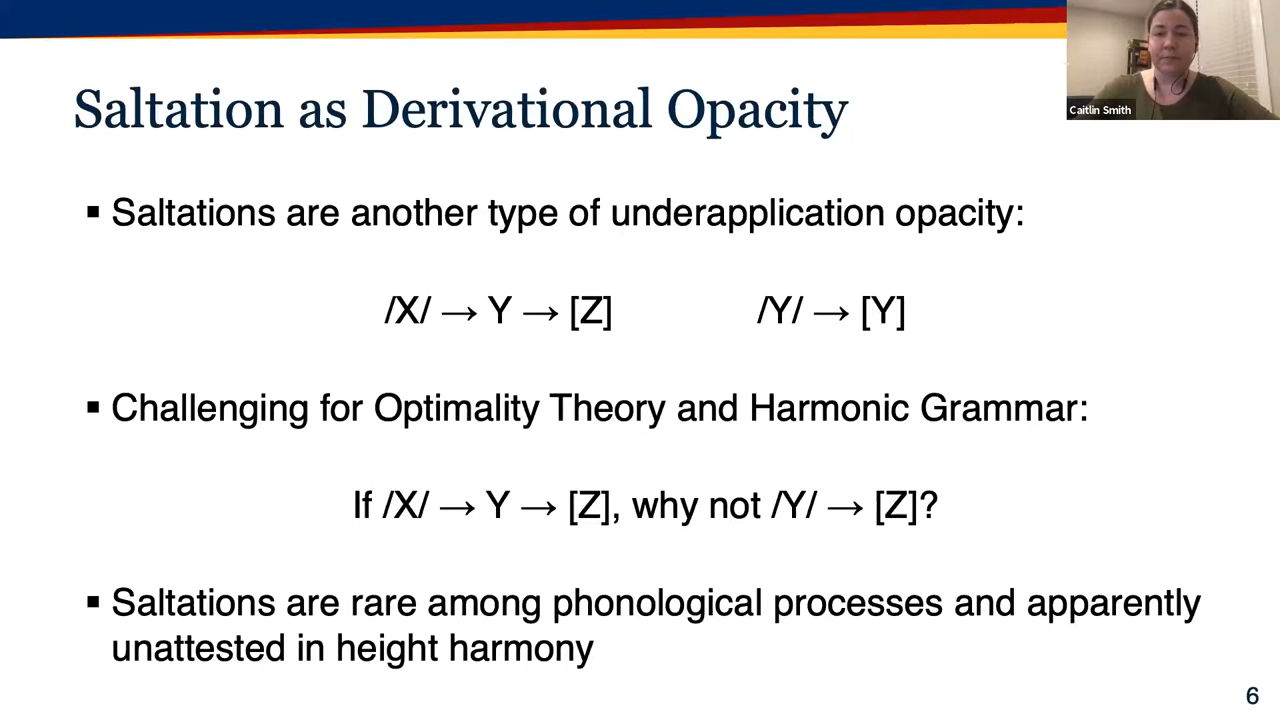 Caitlin Smith
Saltation as Derivational Opacity
▪ Saltations are another type of underapplication opacity:
/X/ → Y → [Z] /Y/ → [Y]
▪ Challenging for Optimality Theory and Harmonic Grammar:
If /X/ → Y → [Z], why not /Y/ → [Z]?
▪ Saltations are rare among phonological processes and apparently
unattested in height harmony
6